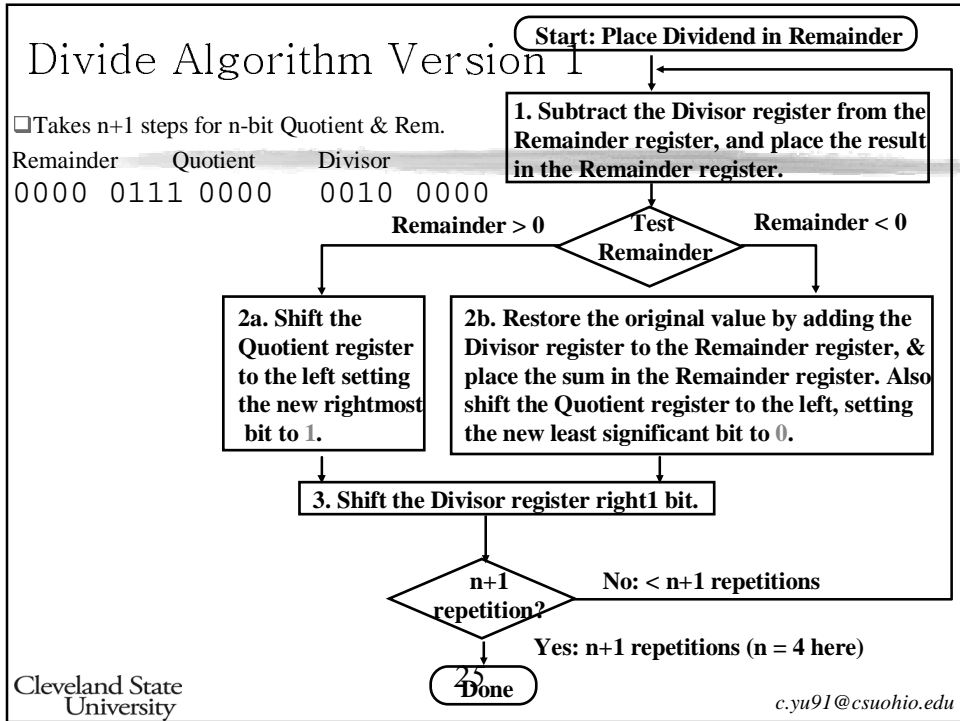 Start: Place Dividend in Remainder
Divide Algorithm Version 1
❑Takes n+1 steps for n-bit Quotient & Rem.
Remainder Quotient Divisor
0000 0111 0000 0010 0000
1. Subtract the Divisor register from the
Remainder register, and place the result
in the Remainder register.
Remainder > 0
Test
Remainder
Remainder < 0
2a. Shift the
Quotient register
to the left setting
the new rightmost
bit to 1.
2b. Restore the original value by adding the
Divisor register to the Remainder register, &
place the sum in the Remainder register. Also
shift the Quotient register to the left, setting
the new least significant bit to 0.
3. Shift the Divisor register right1 bit.
n+1
repetition?
No: < n+1 repetitions
Yes: n+1 repetitions (n = 4 here)
25
Done
Cleveland State
University
c.yu91@csuohio.edu